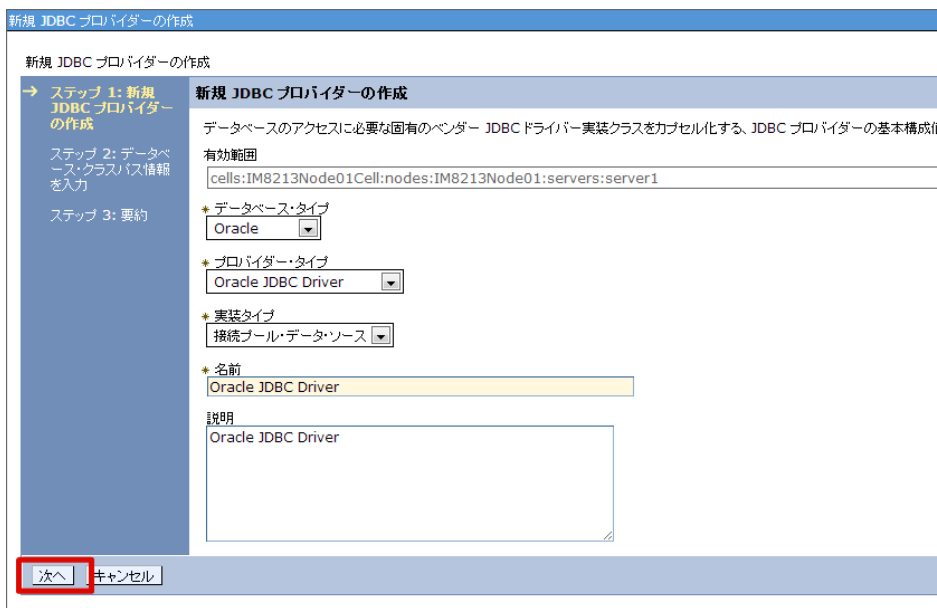 新規 JDBC プロバイダーの作成
新規 JDBC プロバイダーの作成
→ ステップ 1: 新規
JDBC プロバイダー
の作成
ステップ 2: データベ
ース・クラスパス情報
を入力
ステップ 3: 要約
新規 JDBC プロバイダーの作成
データベースのアクセスに必要な固有のベンダー JDBC ドライバー実装クラスをカプセル化する、JDBC プロバイダーの基本構成
有効範囲
cells:IM8213Node01Cell:nodes:IM8213Node01:servers:server1
* データベース・タイプ
Oracle
* プロバイダー・タイプ
Oracle JDBC Driver
* 実装タイプ
接続プール・データ・ソース
* 名前
Oracle JDBC Driver
説明
Oracle JDBC Driver
次へ キャンセル